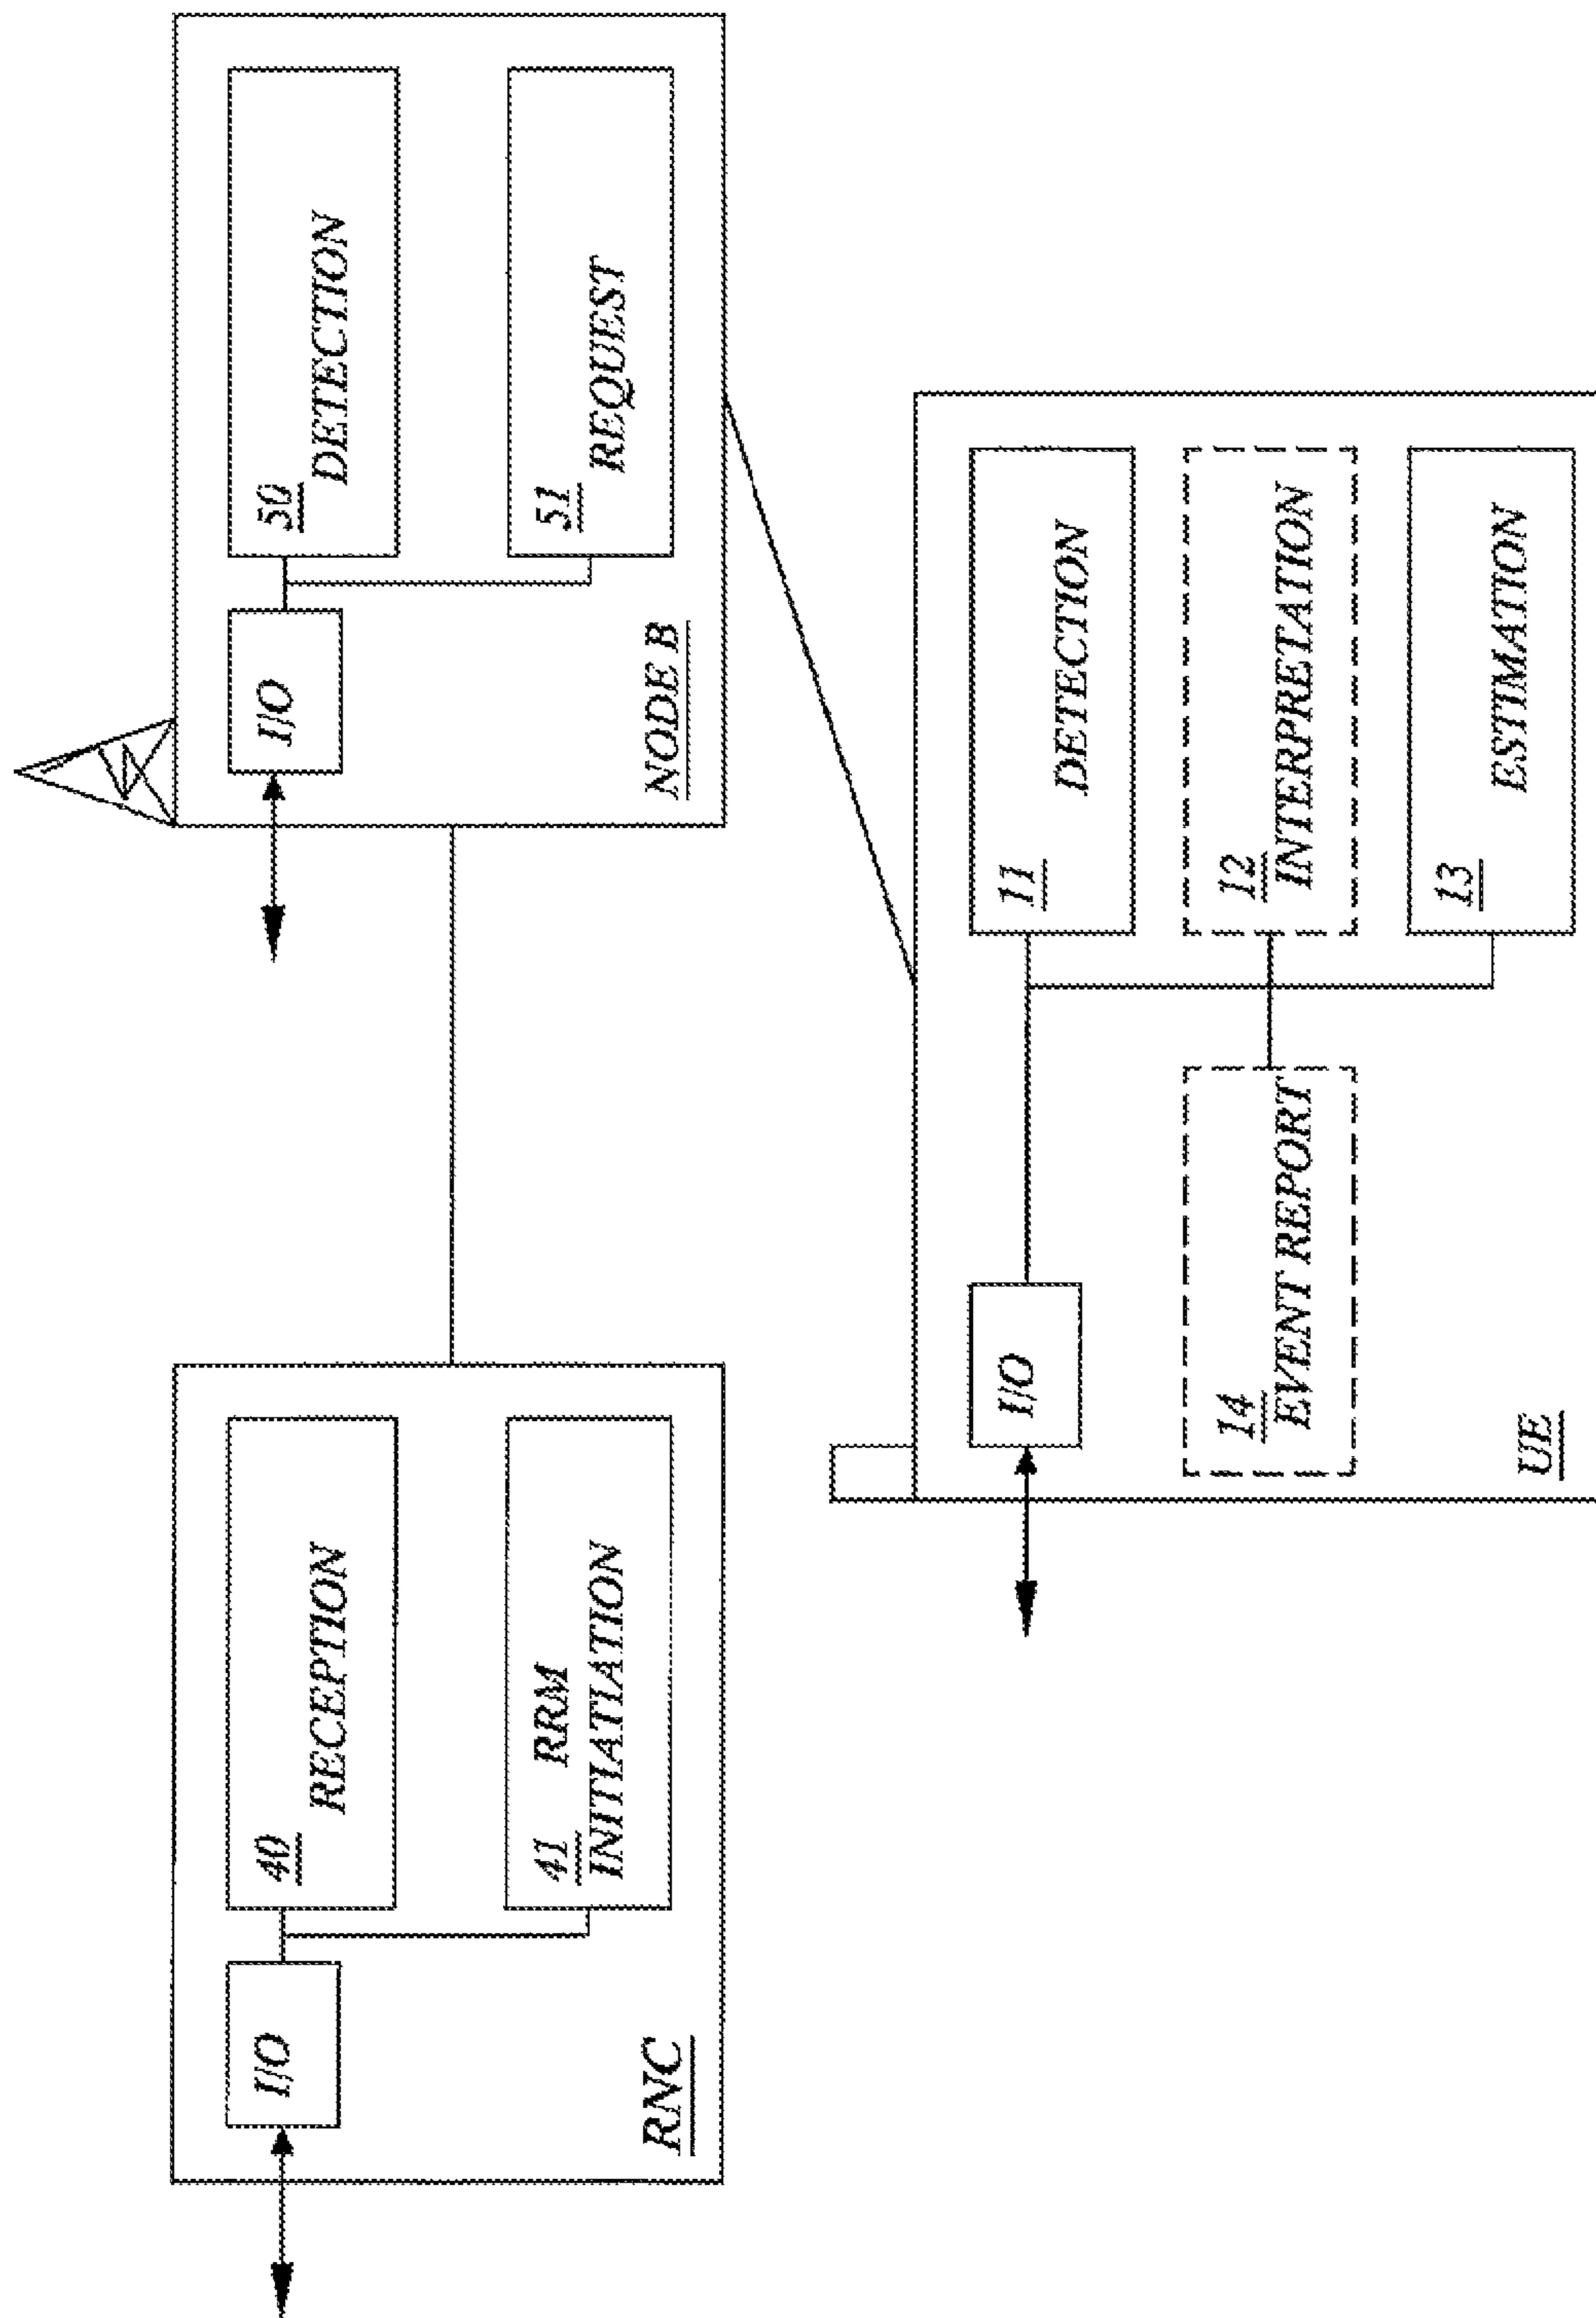 I/O
40
RECEPTION
41 RRM
INITIATIATION
RNC
I/O
50
DETECTION
51
REQUEST
NODE B
I/O
11
DETECTION
14
EVENT REPORT
12
INTERPRETATION
13
ESTIMATION
UE